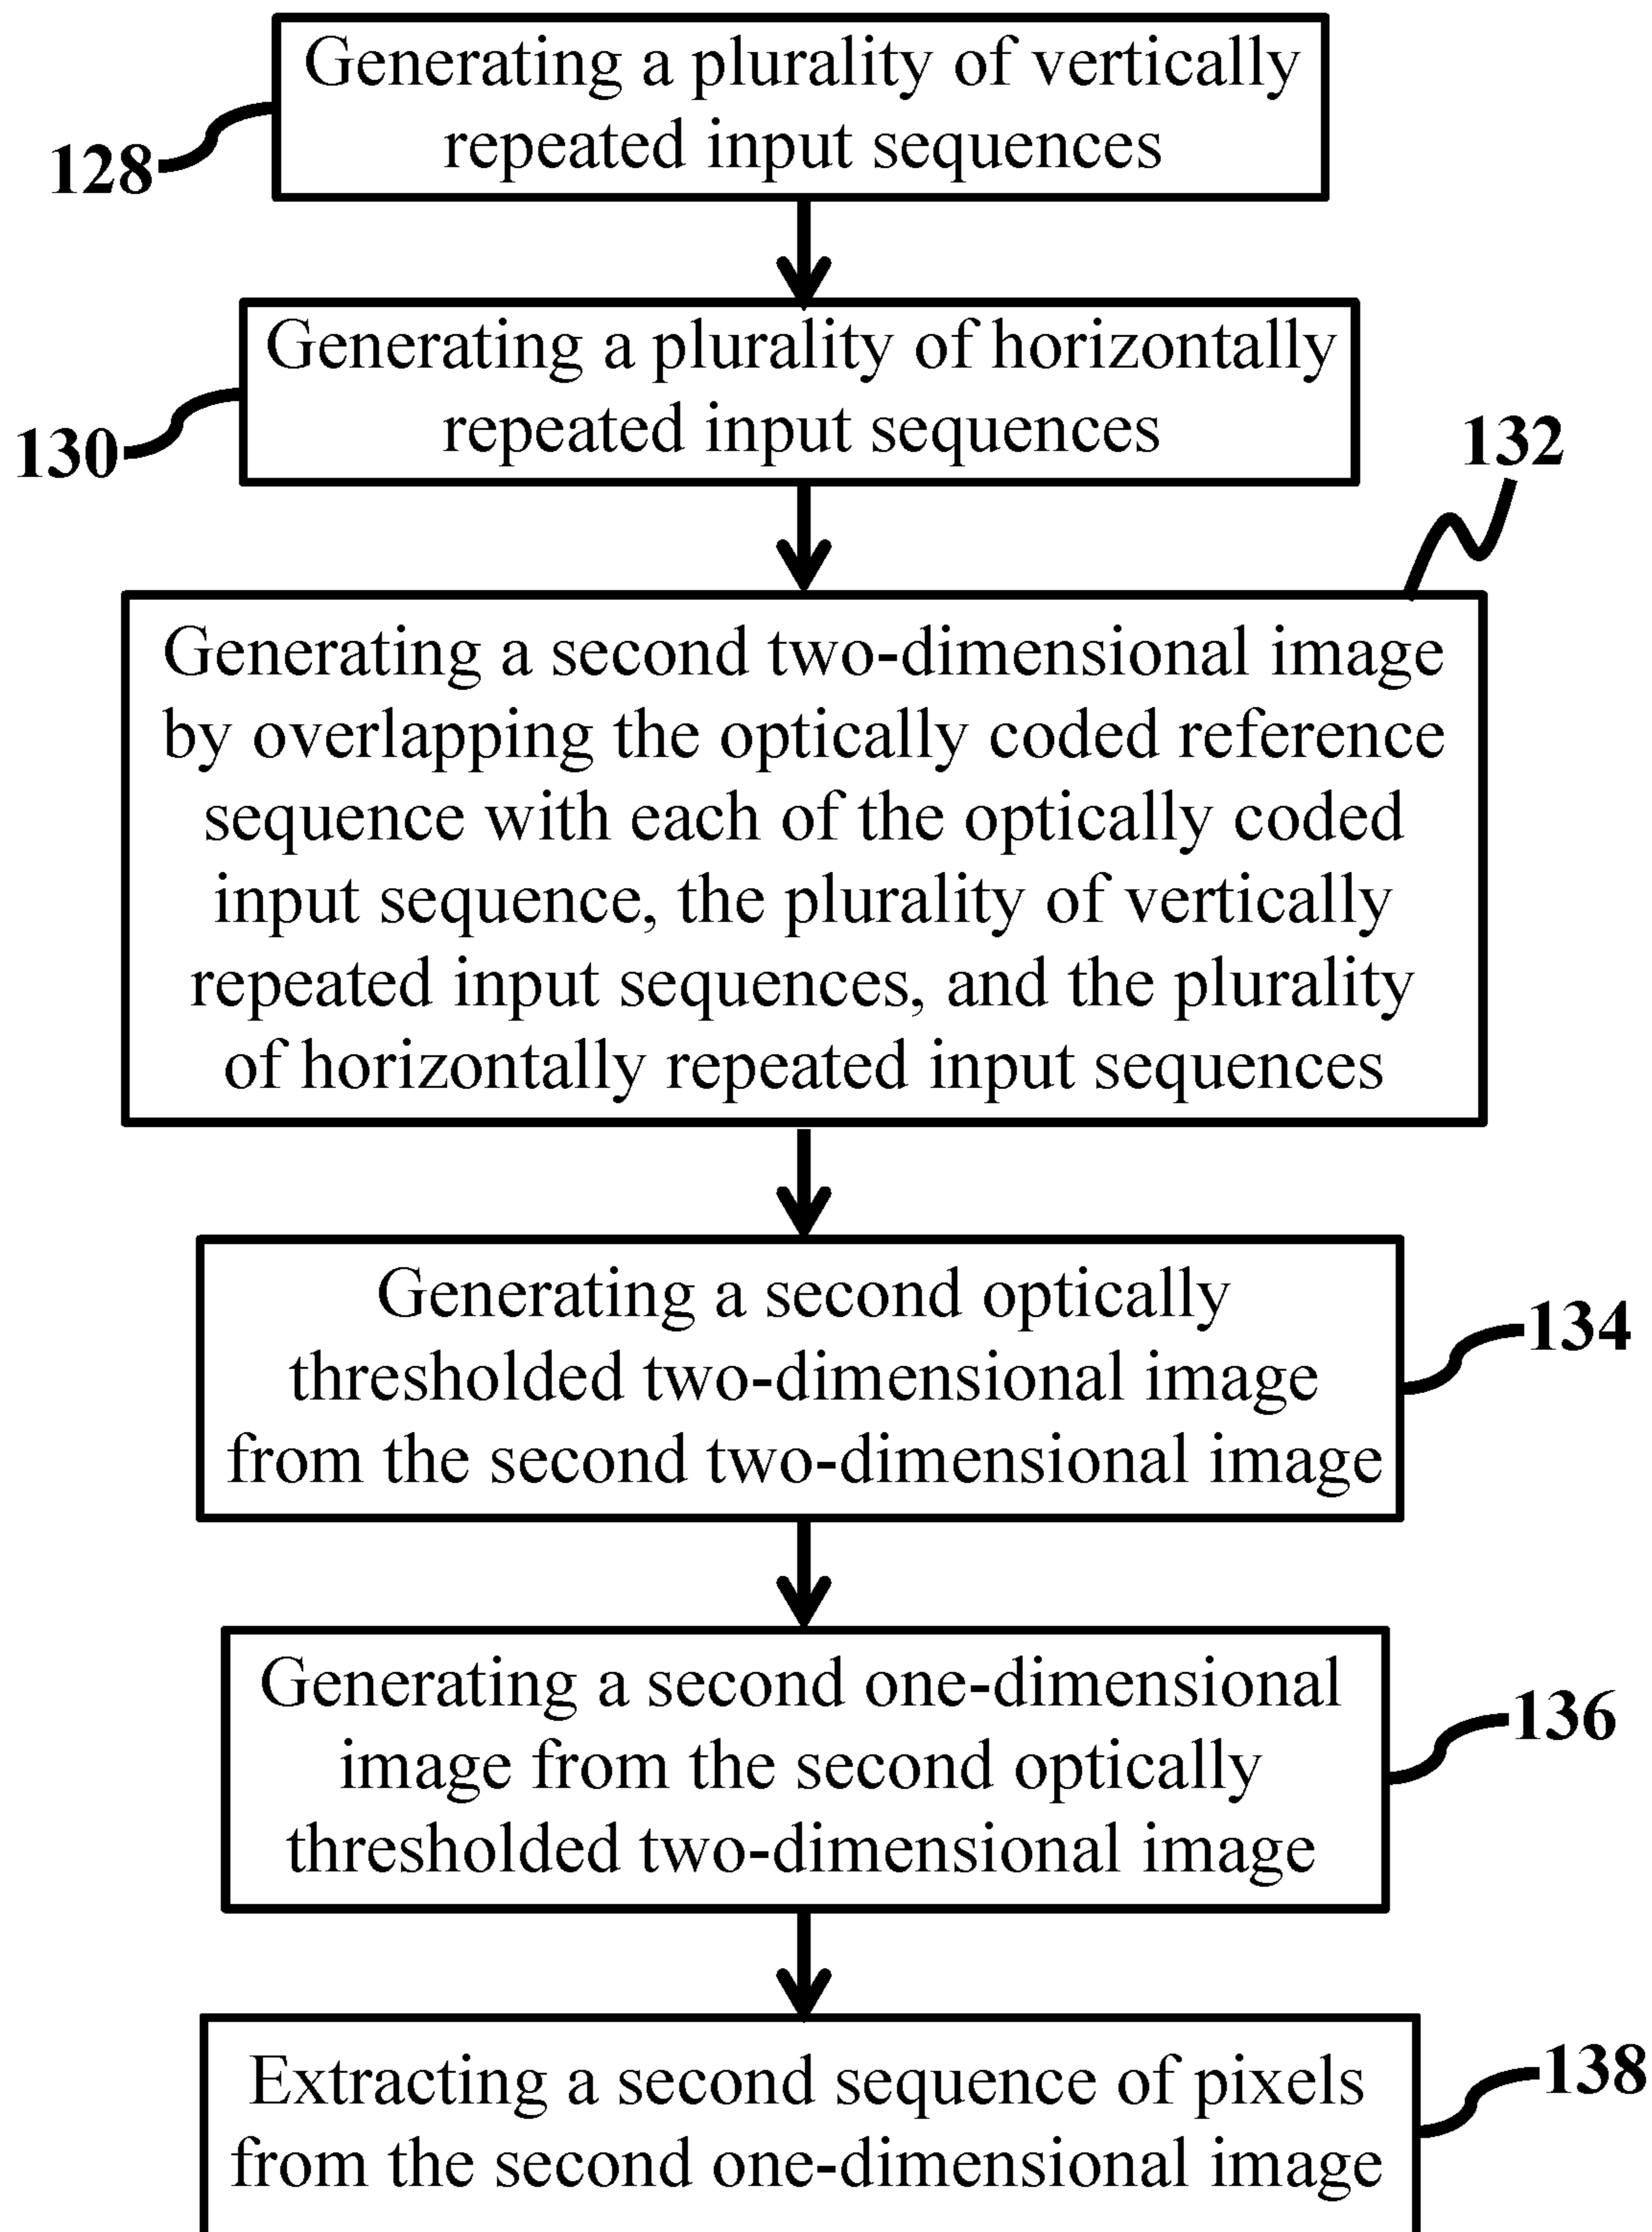 Generating a plurality of vertically
repeated input sequences
128
Generating a plurality of horizontally
repeated input sequences
130
132
Generating a second two-dimensional image
by overlapping the optically coded reference
sequence with each of the optically coded
input sequence, the plurality of vertically
repeated input sequences, and the plurality
of horizontally repeated input sequences
Generating a second optically
thresholded two-dimensional image
from the second two-dimensional image
134
Generating a second one-dimensional
image from the second optically
thresholded two-dimensional image
136
Extracting a second sequence of pixels
from the second one-dimensional image
138